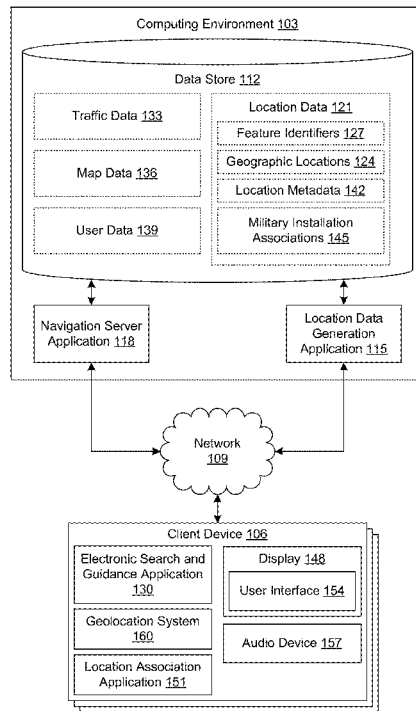 Computing Environment 103
Data Store 112
Traffic Data 133
Map Data 136
User Data 139
Location Data 121
Feature Identifiers 127
Geographic Locations 124
Location Metadata 142
Military Installation
Associations 145
Navigation Server
Application 118
Location Data
Generation
Application 115
Network
109
Client Device 106
Electronic Search and
Guidance Application
130
Geolocation System
160
Location Association
Application 151
Display 148
User Interface 154
Audio Device 157